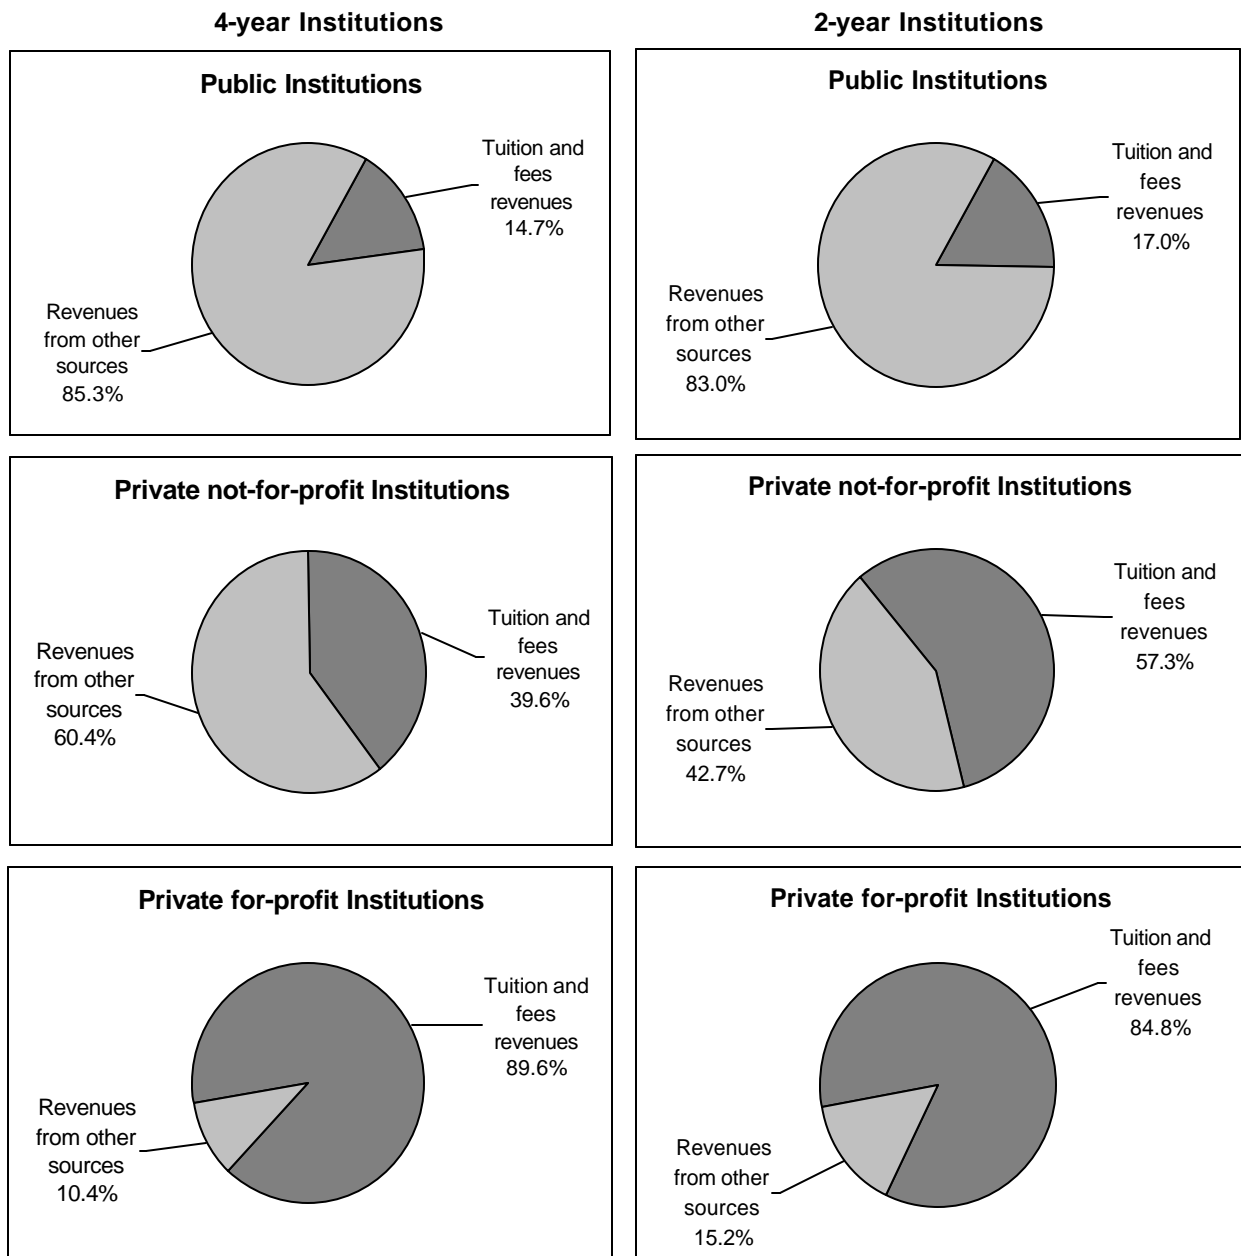 4-year Institutions
2-year Institutions
Public Institutions
Tuition and
fees
revenues
14.7%
Revenues
from other
sources
85.3%
Public Institutions
Tuition and
fees
revenues
17.0%
Revenues
from other
sources
83.0%
Private not-for-profit Institutions
Tuition and
fees
revenues
39.6%
Revenues
from other
sources
60.4%
Private not-for-profit Institutions
Tuition and
fees
revenues
57.3%
Revenues
from other
sources
42.7%
Private for-profit Institutions
Tuition and
fees
revenues
89.6%
Revenues
from other
sources
10.4%
Private for-profit Institutions
Tuition and
fees
revenues
84.8%
Revenues
from other
sources
15.2%